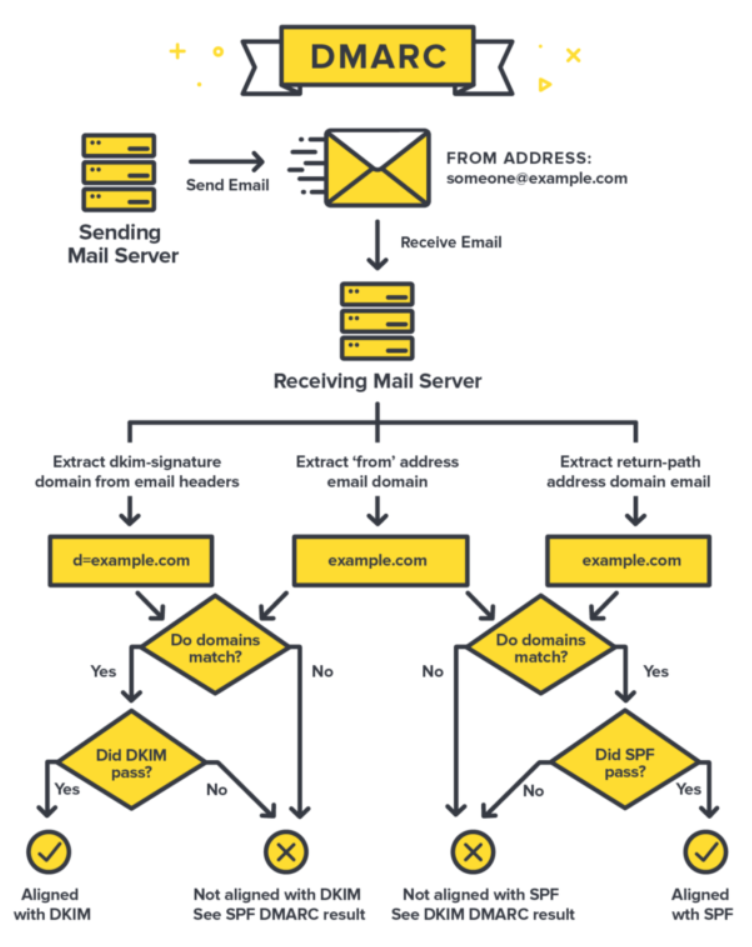 DMARC
Send Email
FROM ADDRESS:
someone@example.com
Sending
Mail Server
Receive Email
Receiving Mail Server
Extract dkim-signature
domain from email headers
Extract ‘from’ address
email domain
Extract return-path
address domain email
d=example.com
example.com
example.com
Do domains
match?
Do domains
match?
Yes
No
No
Yes
Did DKIM
pass?
Did SPF
pass?
Yes
No
No
Yes
Aligned
with DKIM
Not aligned with DKIM
See SPF DMARC result
Not aligned with SPF
See DKIM DMARC result
Aligned
wth SPF